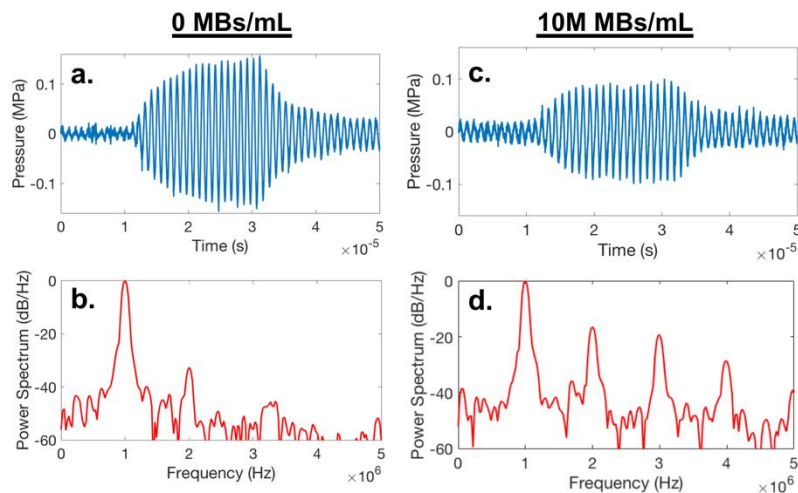 0 MBs/mL
10M MBs/mL
a.
Pressure (MPa)
0.1
0
-0.1
0 1 2 3 4 5
Time (s)
×10⁻⁵
c.
Pressure (MPa)
0.1
0
-0.1
0 1 2 3 4 5
Time (s)
×10⁻⁵
b.
Power Spectrum (dB/Hz)
0
-20
-40
-60
0 1 2 3 4 5
Frequency (Hz)
×10⁶
d.
Power Spectrum (dB/Hz)
0
-20
-40
-60
0 1 2 3 4 5
Frequency (Hz)
×10⁶